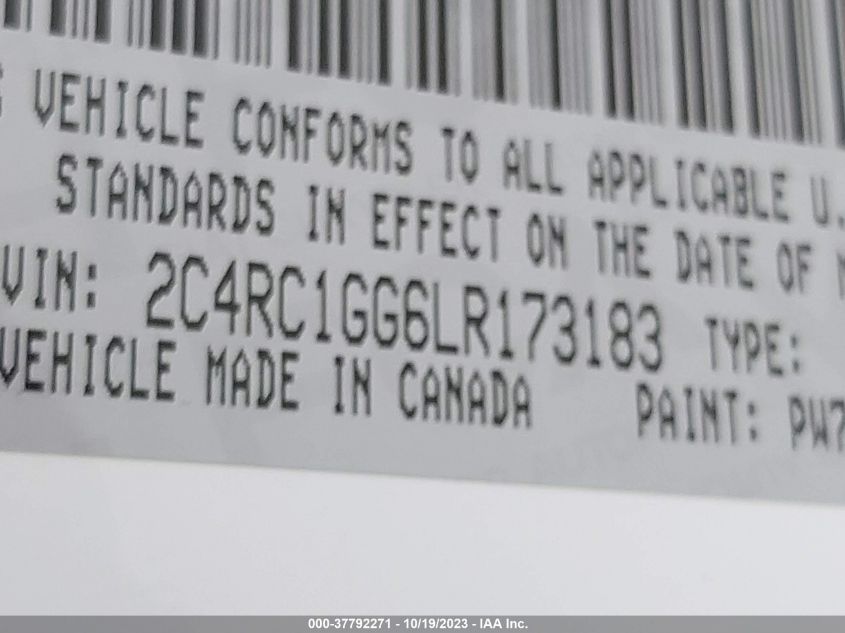 VEHICLE CONFORMS TO ALL APPLICABLE U.
STANDARDS IN EFFECT ON THE DATE OF
VIN: 2C4RC1GG6LR173183 TYPE:
VEHICLE MADE IN CANADA PAINT: PW7
000-37792271 - 10/19/2023 - IAA Inc.